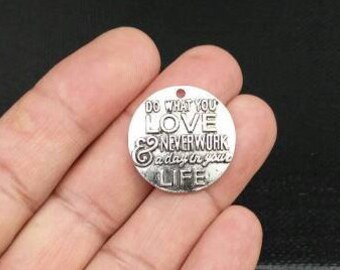 DO WHAT YOU
LOVE
& NEVER WORK
a day in your
LIFE